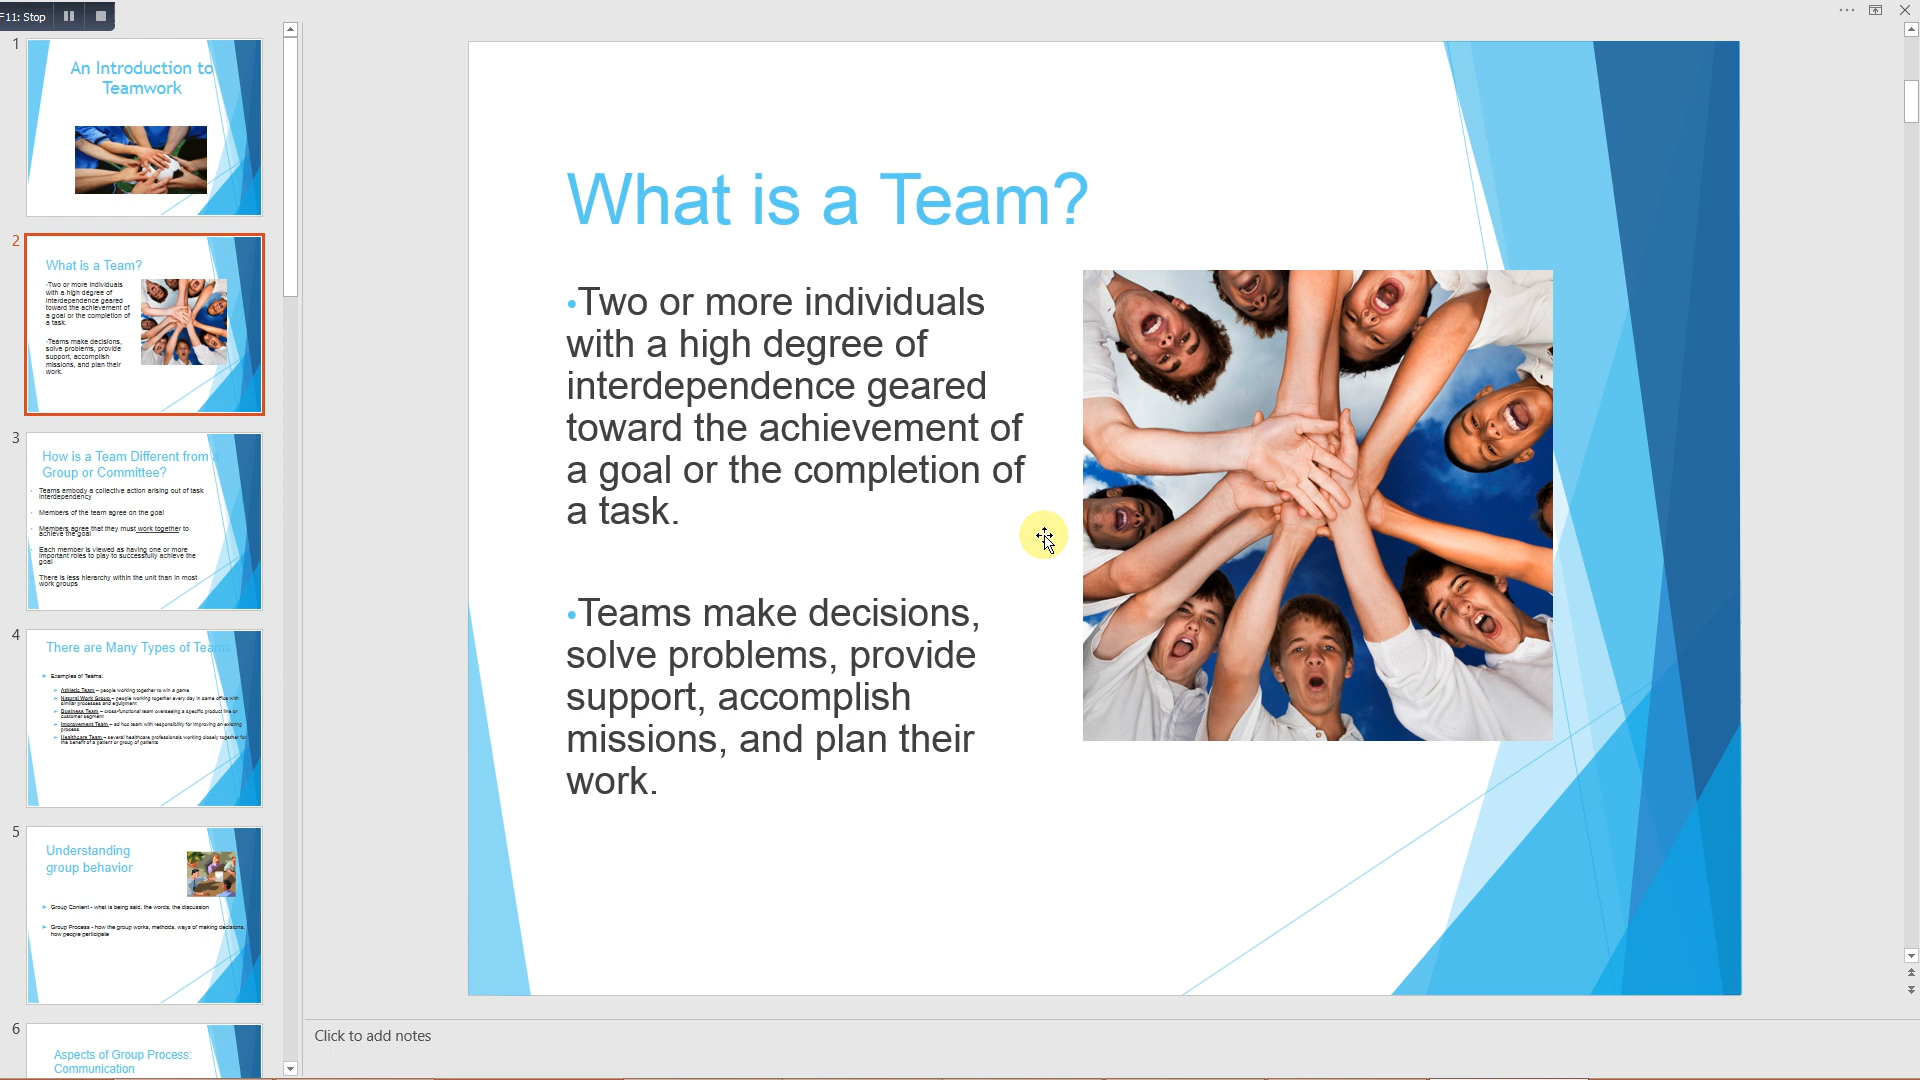 F11: Stop
1
An Introduction to
Teamwork
2
What is a Team?
•Two or more individuals
with a high degree of
interdependence geared
toward the achievement of
a goal or the completion of
a task.
•Teams make decisions,
solve problems, provide
support, accomplish
missions, and plan their
work.
3
How is a Team Different from a
Group or Committee?
Teams embody a collective action arising out of task
interdependency
Members of the team agree on the goal
Members agree that they must work together to
achieve the goal
Each member is viewed as having one or more
important roles to play to successfully achieve the
goal
There is less hierarchy within the unit than in most
work groups
4
There are Many Types of Teams
Examples of Teams:
Athletic Team – people working together to win a game
Natural Work Group – people working together every day in same office with
similar processes and equipment
Business Team – cross-functional team overseeing a specific product line or
customer segment
Improvement Team – ad hoc team with responsibility for improving an existing
process
Healthcare Team – several healthcare professionals working closely together for
the benefit of a patient or group of patients
5
Understanding
group behavior
Group Content - what is being said, the words, the discussion
Group Process - how the group works, methods, ways of making decisions,
how people participate
6
Aspects of Group Process:
Communication
What is a Team?
•Two or more individuals
with a high degree of
interdependence geared
toward the achievement of
a goal or the completion of
a task.
•Teams make decisions,
solve problems, provide
support, accomplish
missions, and plan their
work.
Click to add notes